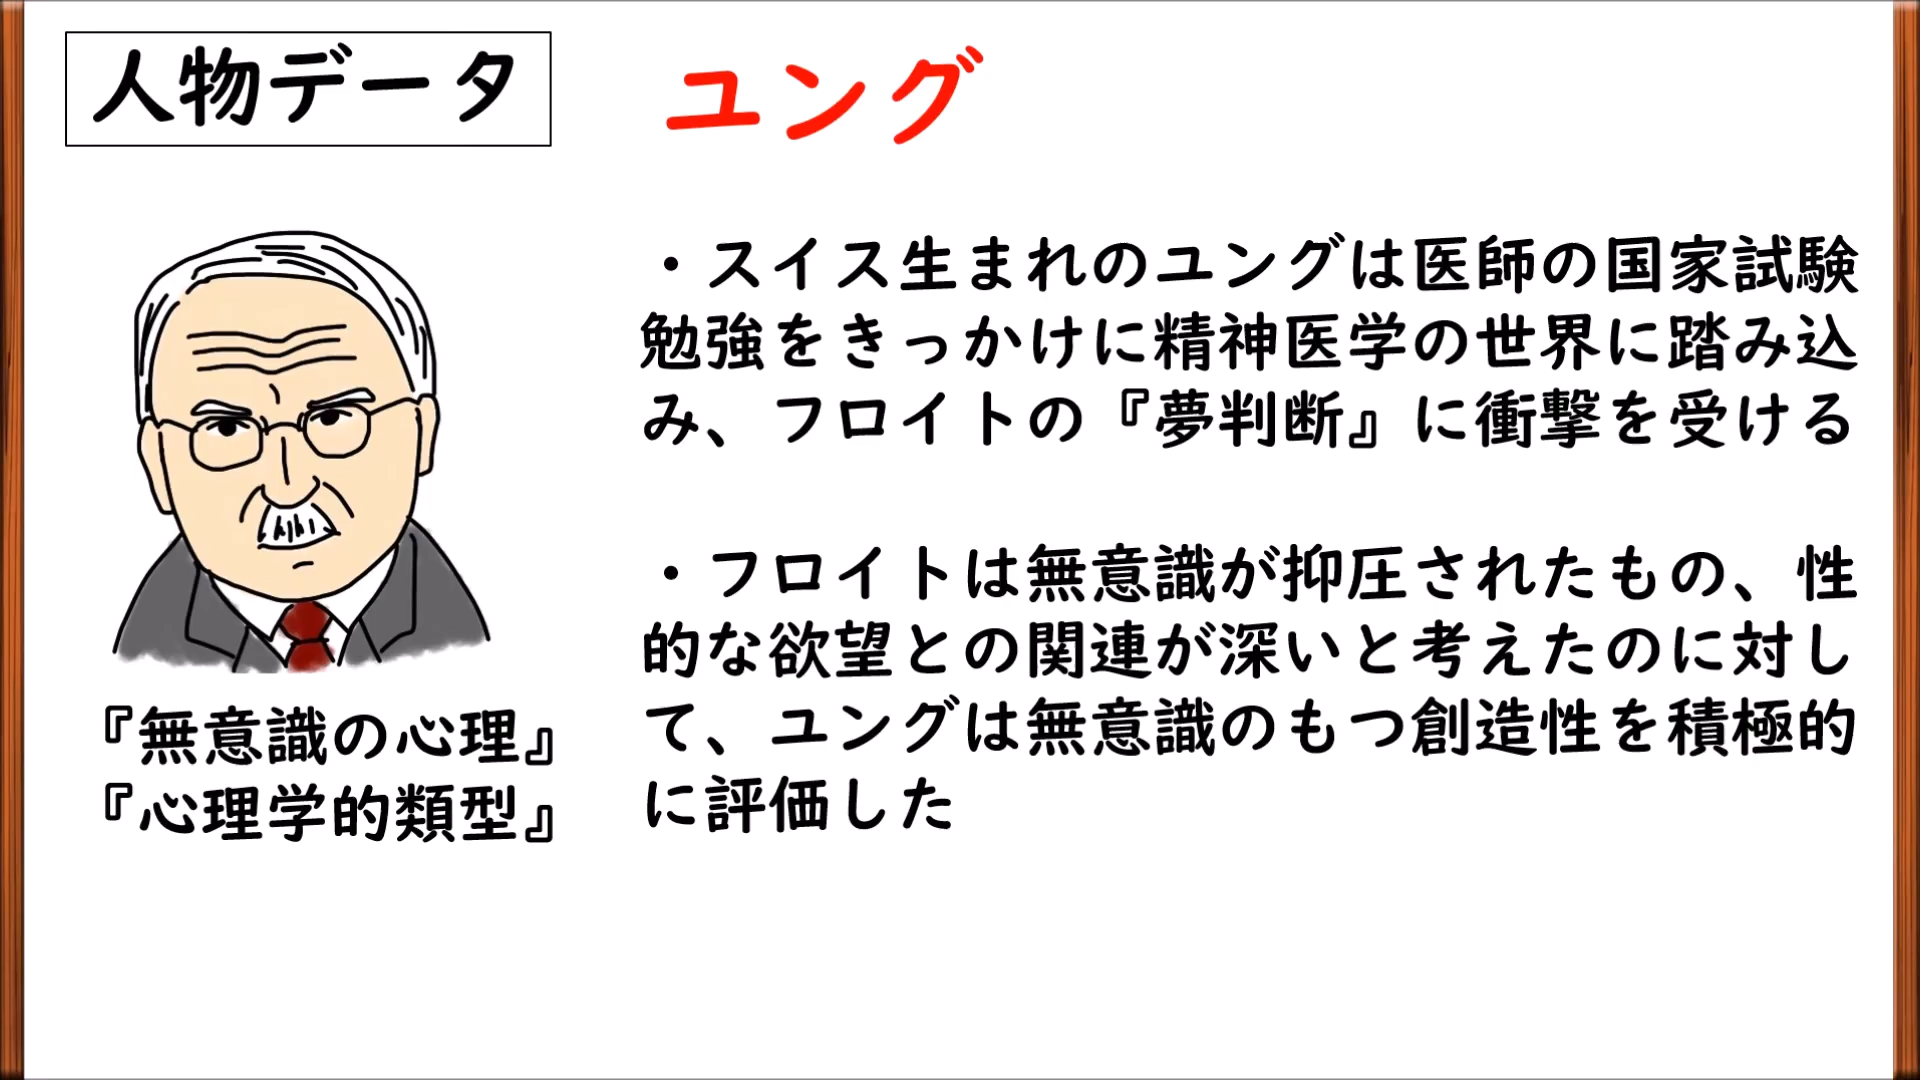 人物データ
ユング
・スイス生まれのユングは医師の国家試験
勉強をきっかけに精神医学の世界に踏み込
み、フロイトの『夢判断』に衝撃を受ける
・フロイトは無意識が抑圧されたもの、性
的な欲望との関連が深いと考えたのに対し
て、ユングは無意識のもつ創造性を積極的
に評価した
『無意識の心理』
『心理学的類型』